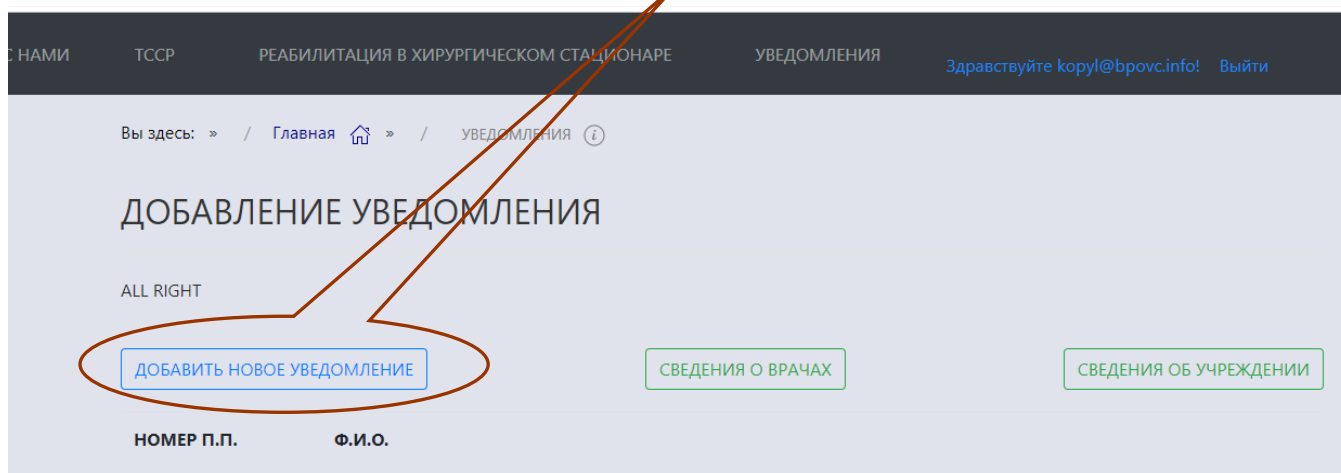 С НАМИ ТССР РЕАБИЛИТАЦИЯ В ХИРУРГИЧЕСКОМ СТАЦИОНАРЕ УВЕДОМЛЕНИЯ Здравствуйте kopyl@bpovc.info! Выйти
Вы здесь: » / Главная » / УВЕДОМЛЕНИЯ i
ДОБАВЛЕНИЕ УВЕДОМЛЕНИЯ
ALL RIGHT
ДОБАВИТЬ НОВОЕ УВЕДОМЛЕНИЕ СВЕДЕНИЯ О ВРАЧАХ СВЕДЕНИЯ ОБ УЧРЕЖДЕНИИ
НОМЕР П.П. Ф.И.О.